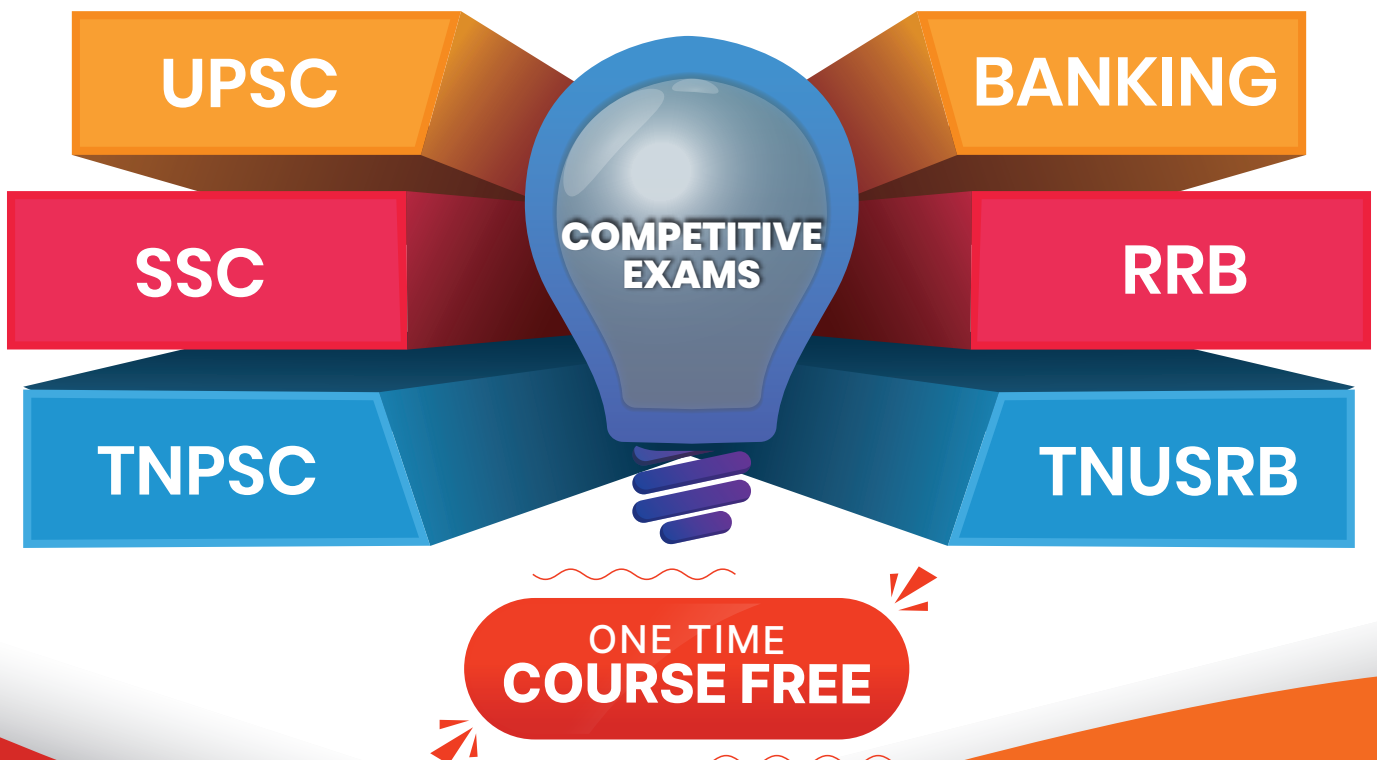 UPSC
BANKING
SSC
COMPETITIVE
EXAMS
RRB
TNPSC
TNUSRB
ONE TIME
COURSE FREE